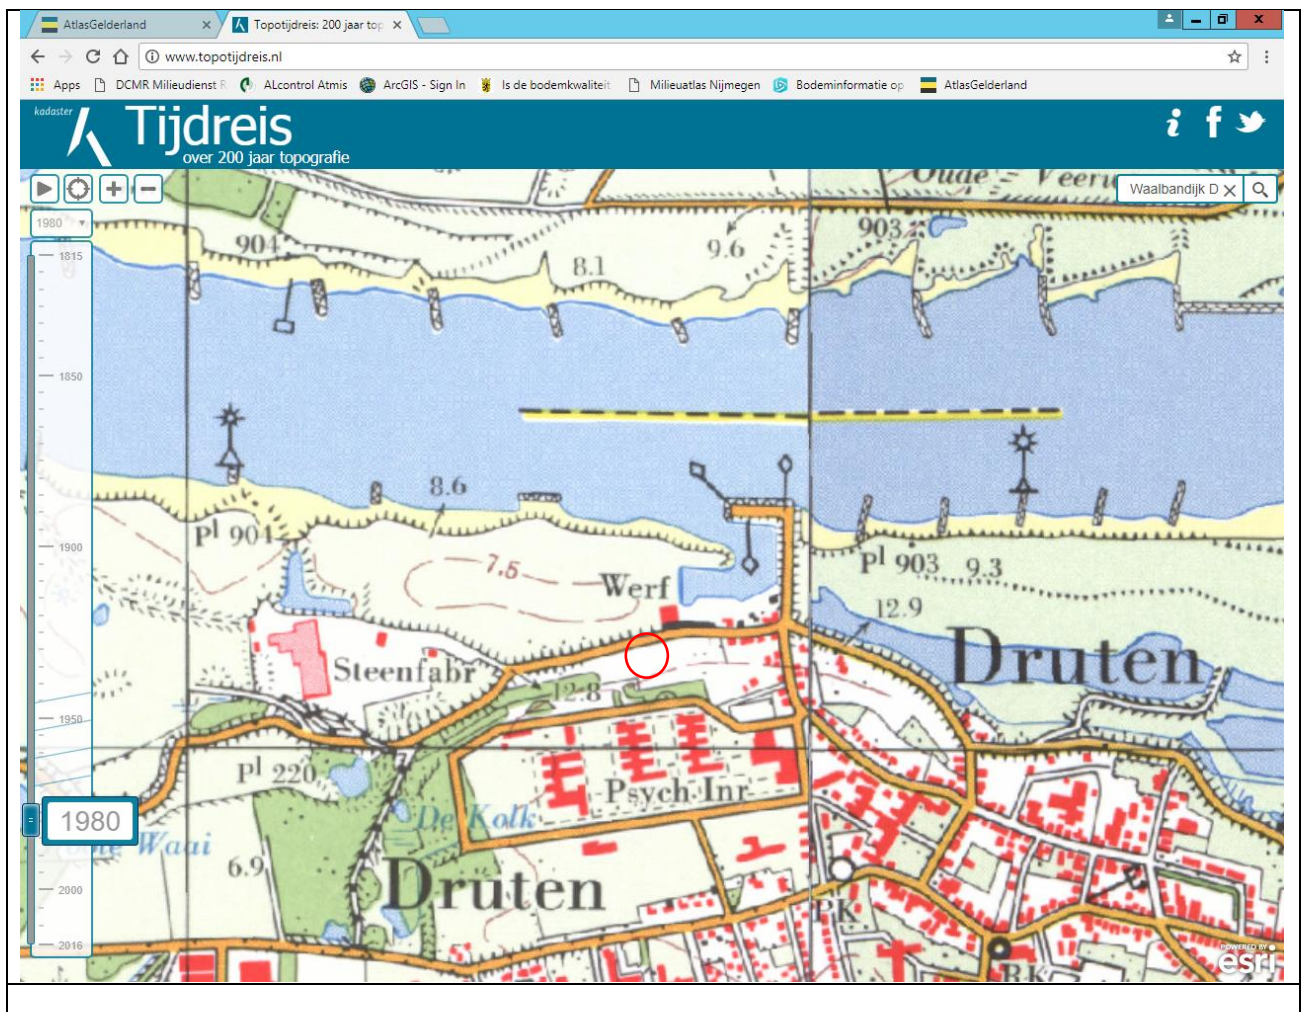 AtlasGelderland
Topotijdreis: 200 jaar top
www.topotijdreis.nl
Apps
DCMR Milieudienst R
ALcontrol Atmis
ArcGIS - Sign In
Is de bodemkwaliteit
Milieuatlas Nijmegen
Bodeminformatie op
AtlasGelderland
kadaster
Tijdreis
over 200 jaar topografie
Waalbandijk D
1980
1815
1850
1900
1950
1980
2000
2016
Oude Veerw
904
8.1
9.6
903
8.6
pl 901
7.5
Werf
pl 903 9.3
12.9
Steenfabr
12.8
Druten
pl 220
Psych Inr
De Kolk
Waai
6.9
Druten
PK
RK
POWERED BY
esri